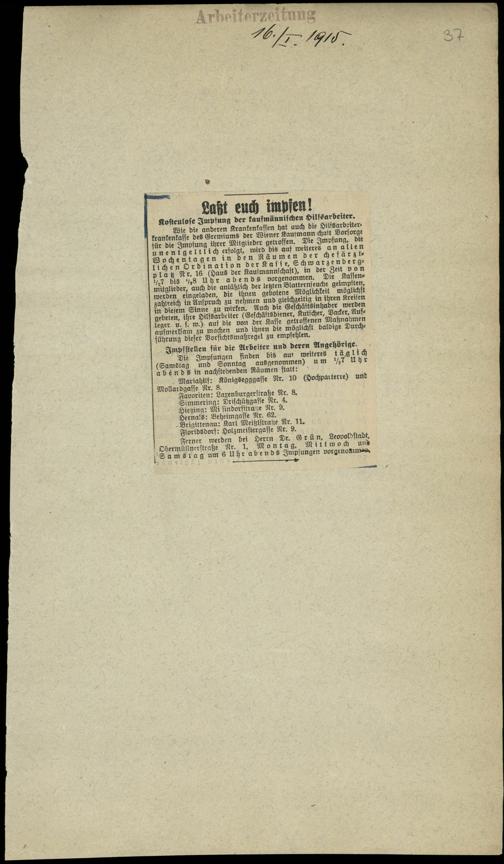 Arbeiterzeitung
16./I. 1915.
37
Laßt euch impfen!
Kostenlose Impfung der kaufmännischen Hilfsarbeiter.
Wie die anderen Krankenkassen hat auch die Hilfsarbeiter-
krankenkasse des Gremiums der Wiener Kaufmannschaft Vorsorge
für die Impfung ihrer Mitglieder getroffen. Die Impfung, die
unentgeltlich erfolgt, wird bis auf weiteres an allen
Wochentagen in den Räumen der chefärzt-
lichen Ordination der Kasse, Schwarzenberg-
platz Nr. 16 (Haus der Kaufmannschaft), in der Zeit von
½7 bis ½8 Uhr abends vorgenommen. Die Kassen-
mitglieder, auch die anläßlich der letzten Blatternseuche geimpften,
werden eingeladen, die ihnen gebotene Möglichkeit möglichst
zahlreich in Anspruch zu nehmen und gleichzeitig in ihren Kreisen
in diesem Sinne zu wirken. Auch die Geschäftsinhaber werden
gebeten, ihre Hilfsarbeiter (Geschäftsdiener, Kutscher, Packer, Auf-
leger u. s. w.) auf die von der Kasse getroffenen Maßnahmen
aufmerksam zu machen und ihnen die möglichst baldige Durch-
führung dieser Vorsichtsmaßregel zu empfehlen.
Impfstellen für die Arbeiter und deren Angehörige.
Die Impfungen finden bis auf weiteres täglich
(Samstag und Sonntag ausgenommen) um ½7 Uhr
abends in nachstehenden Räumen statt:
Mariahilf: Königsegggasse Nr. 10 (Hochparterre) und
Mollardgasse Nr. 8.
Favoriten: Laxenburgerstraße Nr. 8.
Simmering: Drischützgasse Nr. 4.
Hietzing: Missindorfstraße Nr. 9.
Hernals: Beheimgasse Nr. 62.
Brigittenau: Karl Meißlstraße Nr. 11.
Floridsdorf: Holzmeistergasse Nr. 9.
Ferner werden bei Herrn Dr. Grün, Leopoldstadt,
Obermüllnerstraße Nr. 1, Montag, Mittwoch und
Samstag um 6 Uhr abends Impfungen vorgenommen.